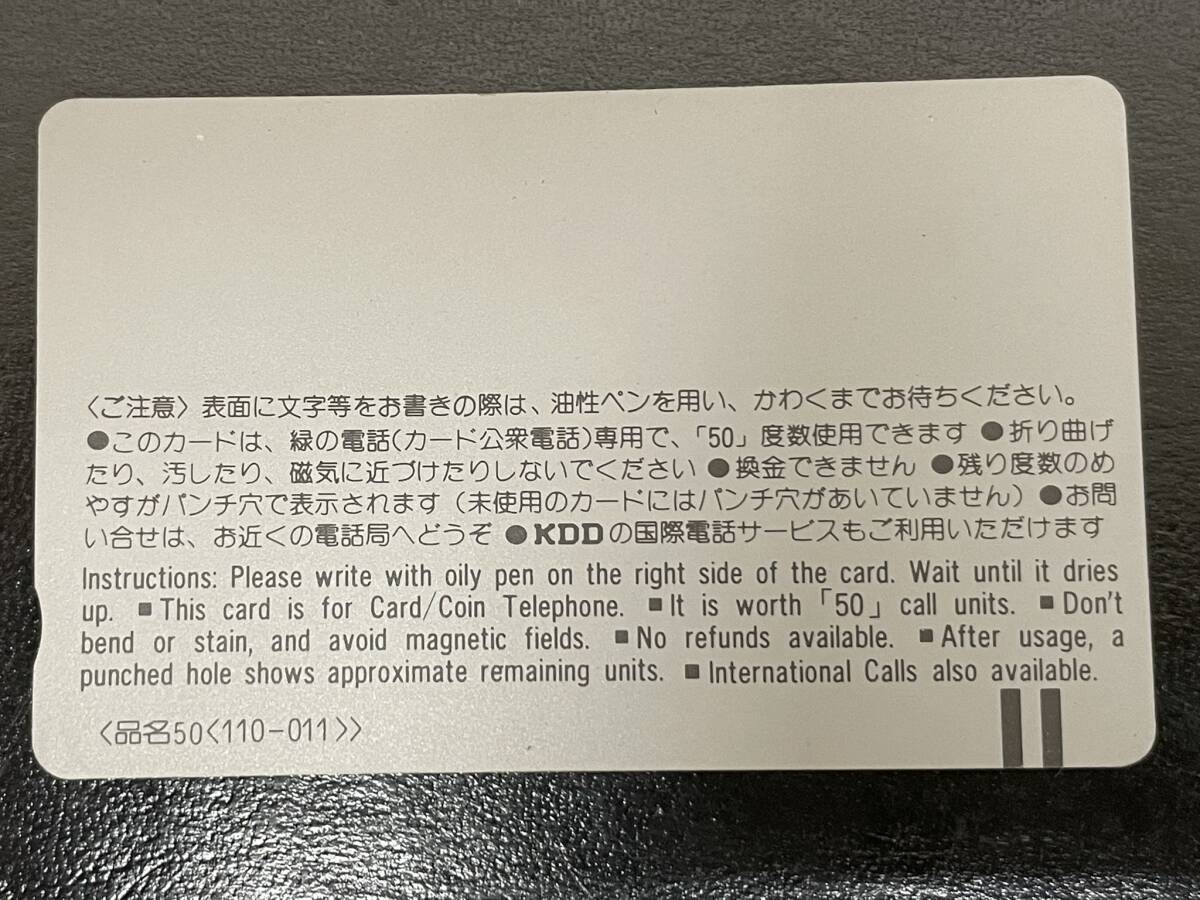 〈ご注意〉表面に文字等をお書きの際は、油性ペンを用い、かわくまでお待ちください。
●このカードは、緑の電話(カード公衆電話)専用で、「50」度数使用できます ●折り曲げ
たり、汚したり、磁気に近づけたりしないでください ●換金できません ●残り度数のめ
やすがパンチ穴で表示されます（未使用のカードにはパンチ穴があいていません）●お問
い合せは、お近くの電話局へどうぞ ●KDDの国際電話サービスもご利用いただけます
Instructions: Please write with oily pen on the right side of the card. Wait until it dries
up. ■This card is for Card/Coin Telephone. ■It is worth「50」call units. ■Don't
bend or stain, and avoid magnetic fields. ■No refunds available. ■After usage, a
punched hole shows approximate remaining units. ■International Calls also available.
〈品名50〈110-011〉〉